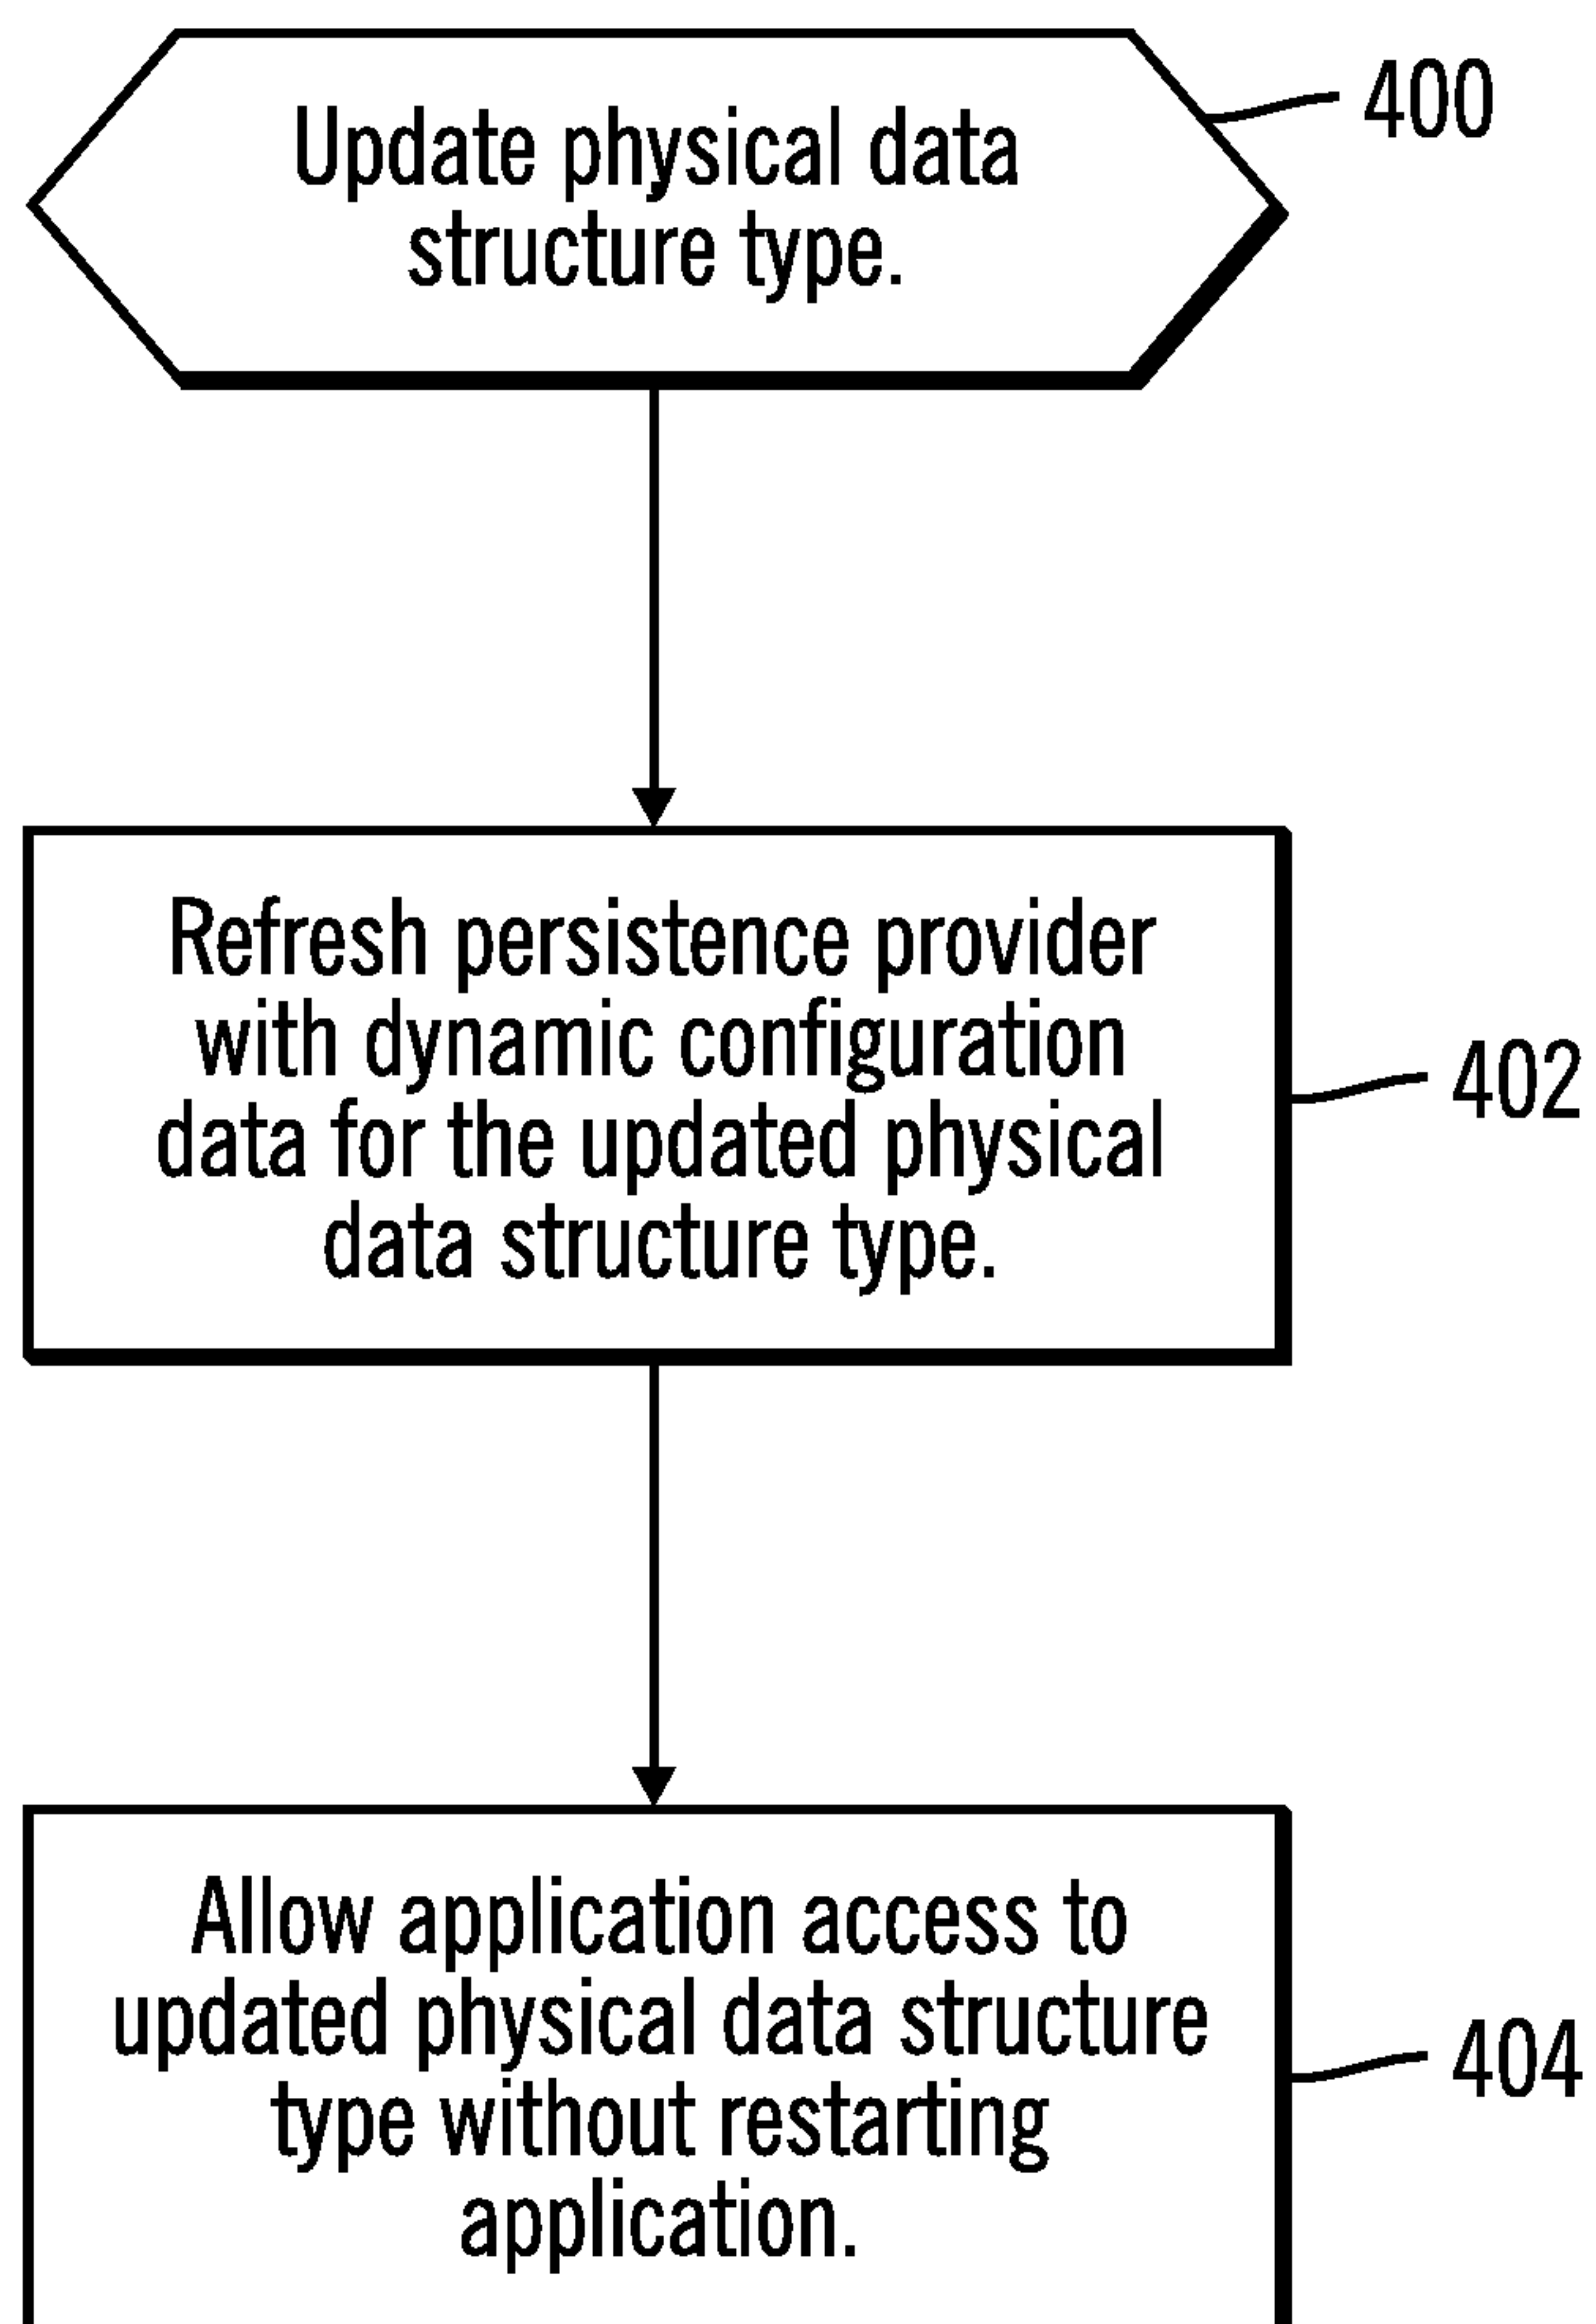 Update physical data
structure type.
400
Refresh persistence provider
with dynamic configuration
data for the updated physical
data structure type.
402
Allow application access to
updated physical data structure
type without restarting
application.
404